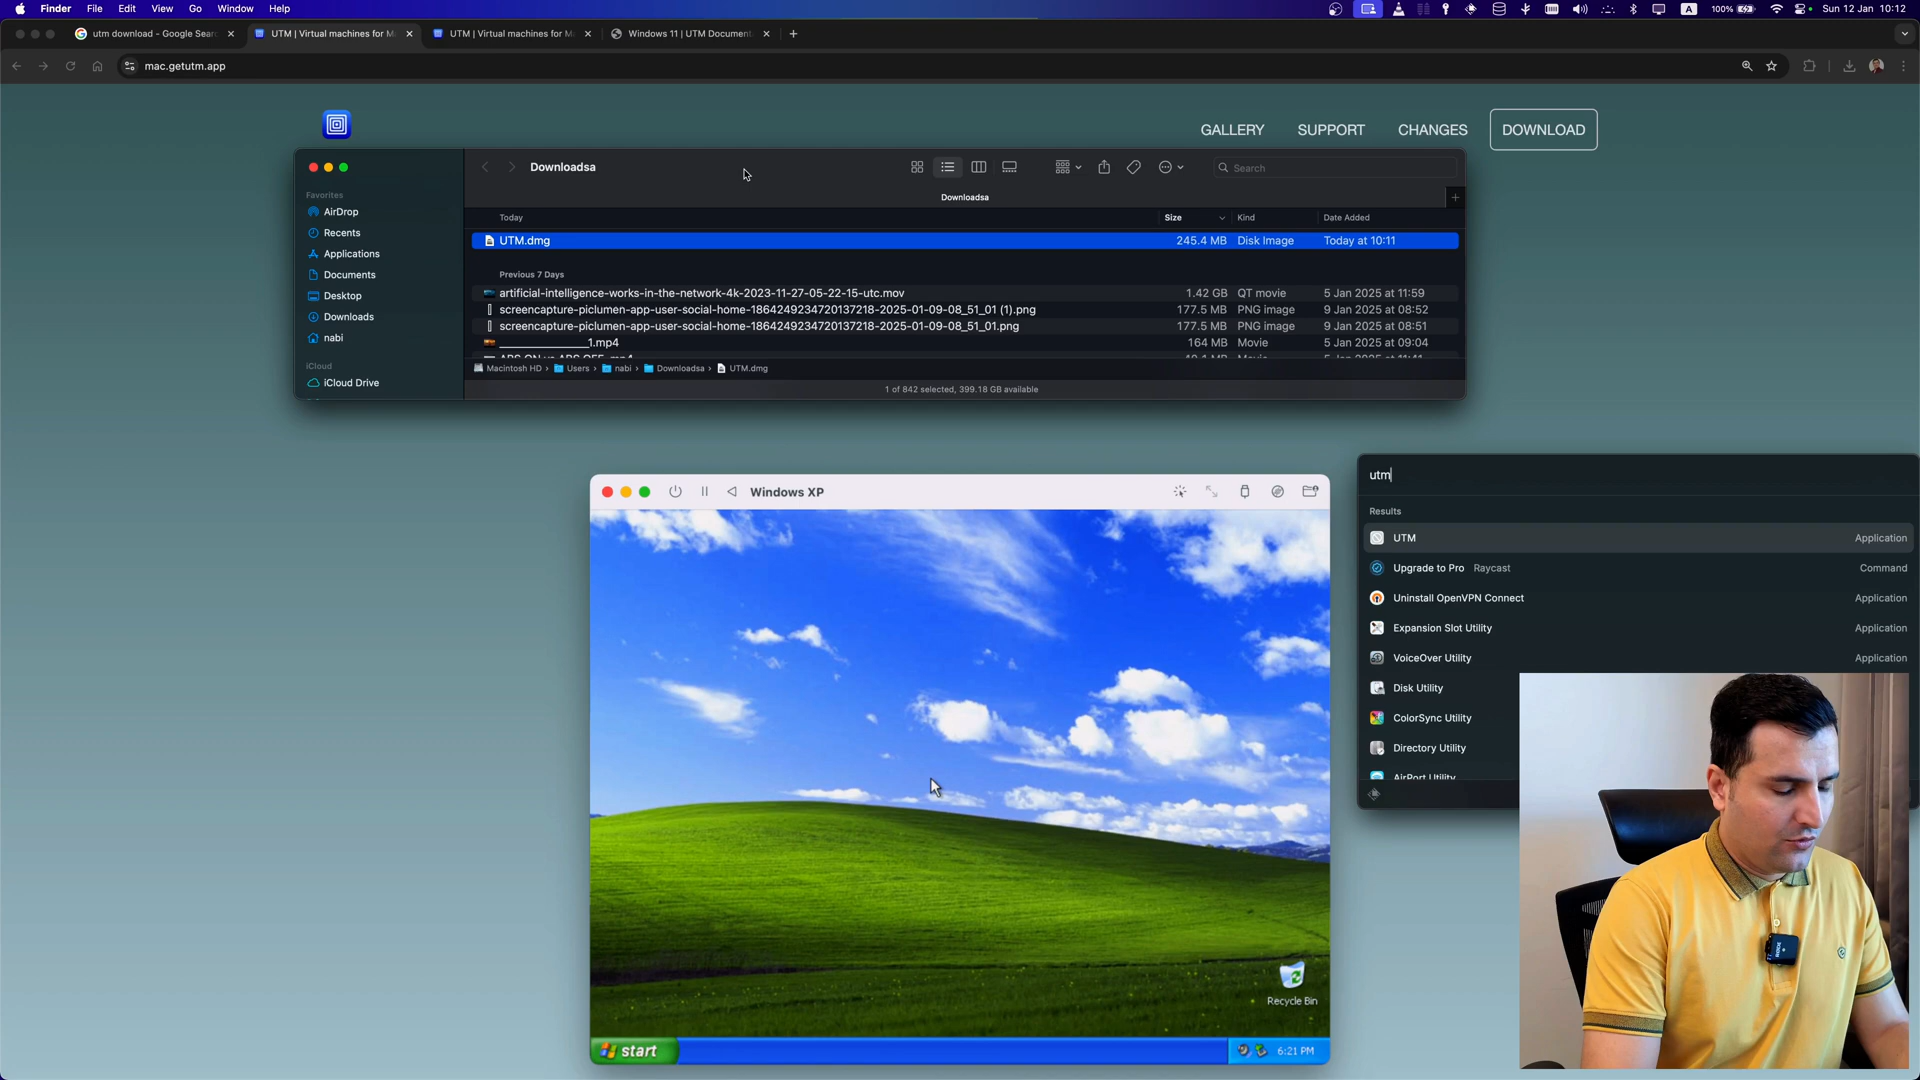 Finder File Edit View Go Window Help
A 100% Sun 12 Jan 10:12
utm download - Google Sear
UTM | Virtual machines for M
UTM | Virtual machines for M
Windows 11 | UTM Document
mac.getutm.app
GALLERY SUPPORT CHANGES DOWNLOAD
Downloadsa
Search
Downloadsa
Favorites
AirDrop
Recents
Applications
Documents
Desktop
Downloads
nabi
iCloud
iCloud Drive
Today Size Kind Date Added
UTM.dmg 245.4 MB Disk Image Today at 10:11
Previous 7 Days
artificial-intelligence-works-in-the-network-4k-2023-11-27-05-22-15-utc.mov 1.42 GB QT movie 5 Jan 2025 at 11:59
screencapture-piclumen-app-user-social-home-1864249234720137218-2025-01-09-08_51_01 (1).png 177.5 MB PNG image 9 Jan 2025 at 08:52
screencapture-piclumen-app-user-social-home-1864249234720137218-2025-01-09-08_51_01.png 177.5 MB PNG image 9 Jan 2025 at 08:51
_______________1.mp4 164 MB Movie 5 Jan 2025 at 09:04
Macintosh HD › Users › nabi › Downloadsa › UTM.dmg
1 of 842 selected, 399.18 GB available
Windows XP
Recycle Bin
start
6:21 PM
utm
Results
UTM Application
Upgrade to Pro Raycast Command
Uninstall OpenVPN Connect Application
Expansion Slot Utility Application
VoiceOver Utility Application
Disk Utility
ColorSync Utility
Directory Utility
AirPort Utility